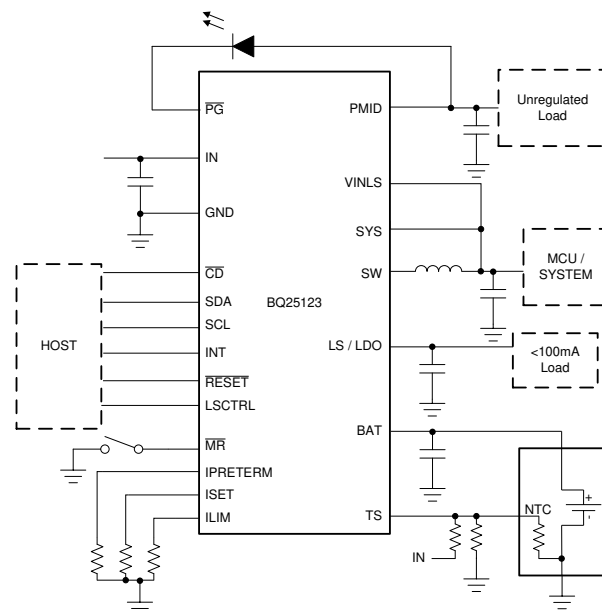 PG
PMID
Unregulated
Load
IN
VINLS
GND
SYS
MCU /
SYSTEM
CD
SW
SDA
BQ25123
SCL
HOST
INT
LS / LDO
<100mA
Load
RESET
LSCTRL
BAT
MR
IPRETERM
ISET
NTC
+
-
ILIM
TS
IN